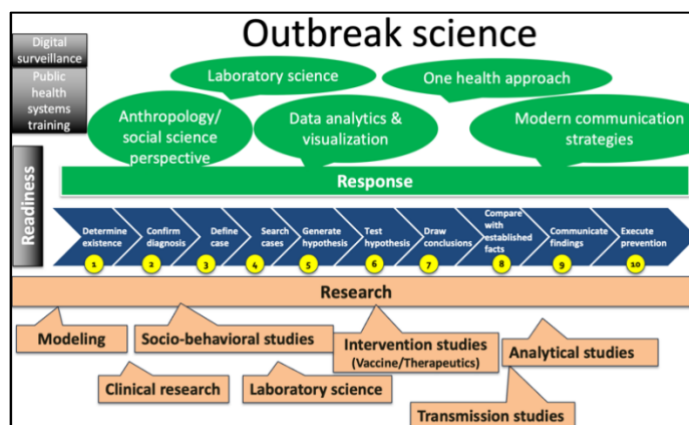 Outbreak science
Digital
surveillance
Public
health
systems
training
Readiness
Laboratory science
One health approach
Anthropology/
social science
perspective
Data analytics &
visualization
Modern communication
strategies
Response
Determine
existence
1
Confirm
diagnosis
2
Define
case
3
Search
cases
4
Generate
hypothesis
5
Test
hypothesis
6
Draw
conclusions
7
Compare
with
established
facts
8
Communicate
findings
9
Execute
prevention
10
Research
Modeling
Socio-behavioral studies
Intervention studies
(Vaccine/Therapeutics)
Analytical studies
Clinical research
Laboratory science
Transmission studies